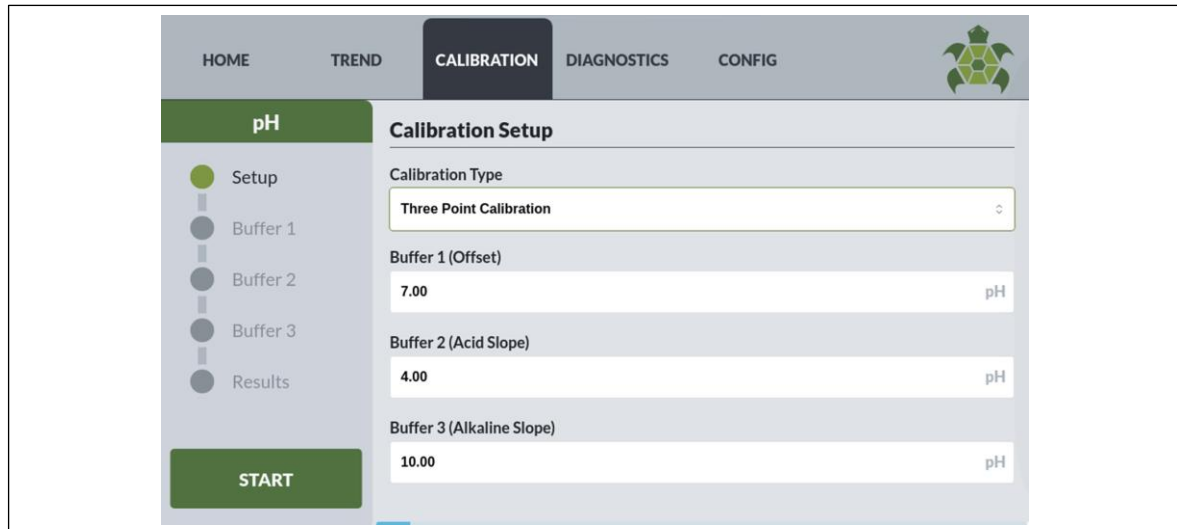 HOME TREND CALIBRATION DIAGNOSTICS CONFIG
pH
Setup
Buffer 1
Buffer 2
Buffer 3
Results
START
Calibration Setup
Calibration Type
Three Point Calibration
Buffer 1 (Offset)
7.00 pH
Buffer 2 (Acid Slope)
4.00 pH
Buffer 3 (Alkaline Slope)
10.00 pH